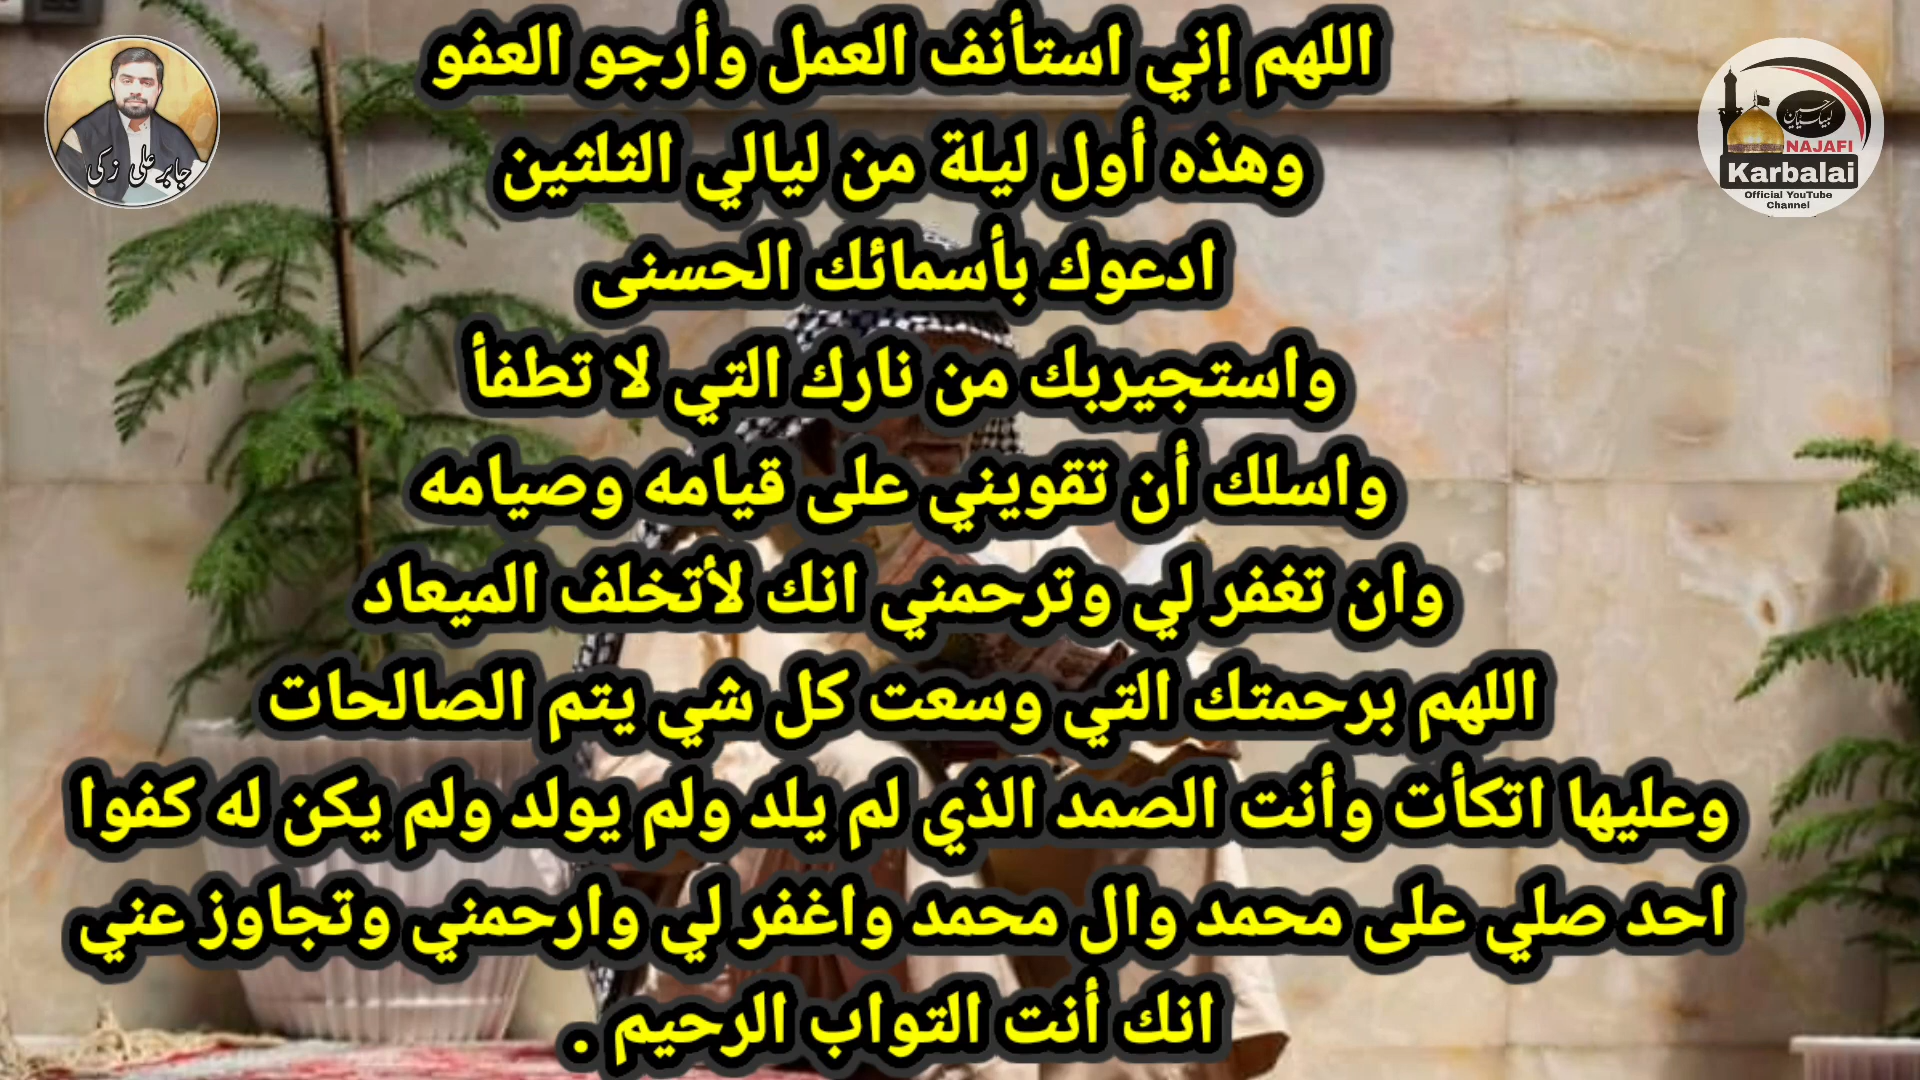 اللهم إني استأنف العمل وأرجو العفو
وهذه أول ليلة من ليالي الثلثين
ادعوك بأسمائك الحسنى
واستجيربك من نارك التي لا تطفأ
واسلك أن تقويني على قيامه وصيامه
وان تغفر لي وترحمني انك لأتخلف الميعاد
اللهم برحمتك التي وسعت كل شي يتم الصالحات
وعليها اتكأت وأنت الصمد الذي لم يلد ولم يولد ولم يكن له كفوا
احد صلي على محمد وال محمد واغفر لي وارحمني وتجاوز عني
انك أنت التواب الرحيم .
جابر علی زکی
NAJAFI
Karbalai
Official YouTube
Channel